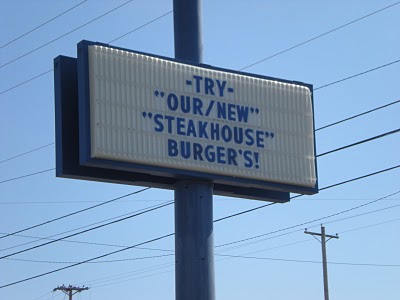 -TRY-
"OUR/NEW"
"STEAKHOUSE"
BURGER'S!